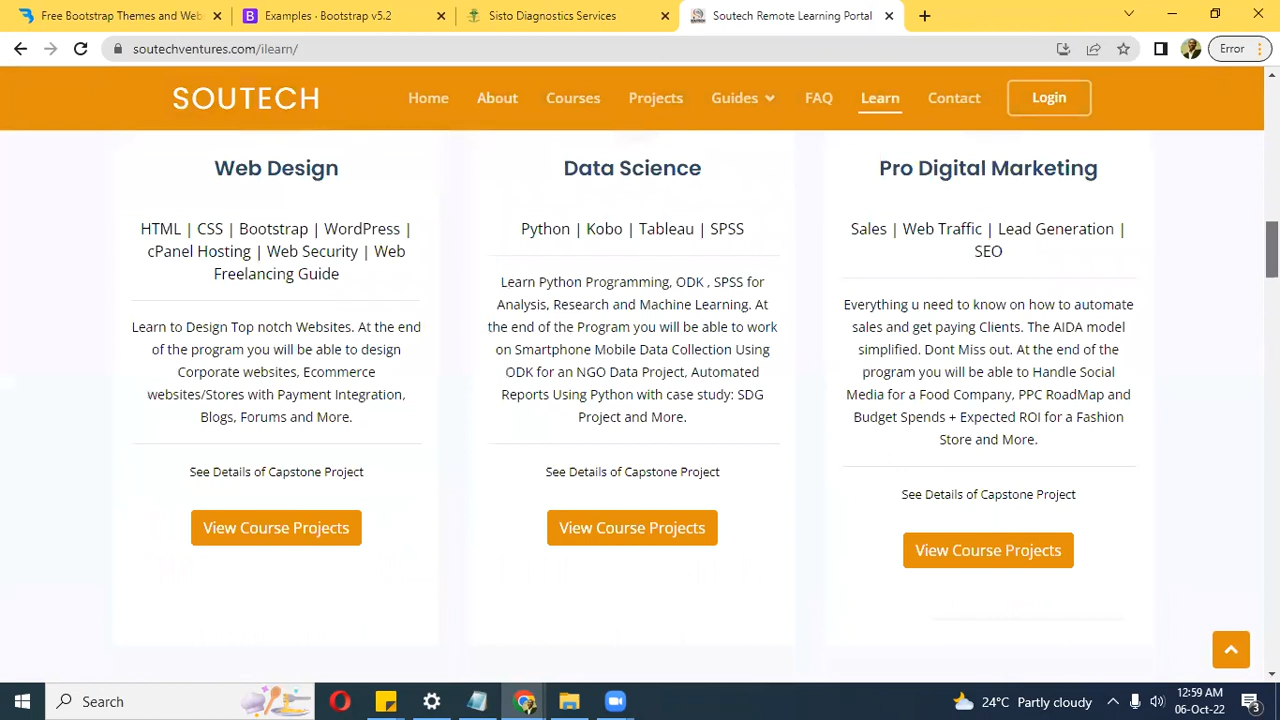 Free Bootstrap Themes and Web
Examples · Bootstrap v5.2
Sisto Diagnostics Services
Soutech Remote Learning Portal
soutechventures.com/ilearn/
Error
SOUTECH
Home
About
Courses
Projects
Guides
FAQ
Learn
Contact
Login
Web Design
HTML | CSS | Bootstrap | WordPress |
cPanel Hosting | Web Security | Web
Freelancing Guide
Learn to Design Top notch Websites. At the end
of the program you will be able to design
Corporate websites, Ecommerce
websites/Stores with Payment Integration,
Blogs, Forums and More.
See Details of Capstone Project
View Course Projects
Data Science
Python | Kobo | Tableau | SPSS
Learn Python Programming, ODK , SPSS for
Analysis, Research and Machine Learning. At
the end of the Program you will be able to work
on Smartphone Mobile Data Collection Using
ODK for an NGO Data Project, Automated
Reports Using Python with case study: SDG
Project and More.
See Details of Capstone Project
View Course Projects
Pro Digital Marketing
Sales | Web Traffic | Lead Generation |
SEO
Everything u need to know on how to automate
sales and get paying Clients. The AIDA model
simplified. Dont Miss out. At the end of the
program you will be able to Handle Social
Media for a Food Company, PPC RoadMap and
Budget Spends + Expected ROI for a Fashion
Store and More.
See Details of Capstone Project
View Course Projects
Search
24°C Partly cloudy
12:59 AM
06-Oct-22
3